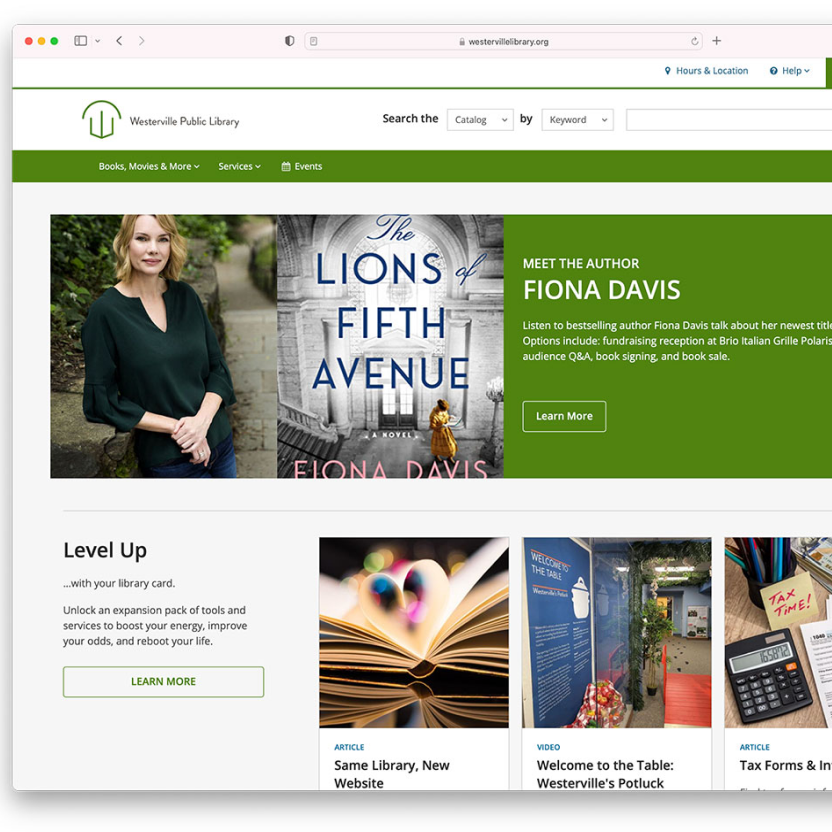 westervillelibrary.org
Hours & Location
Help
Westerville Public Library
Search the
Catalog
by
Keyword
Books, Movies & More
Services
Events
The
LIONS of
FIFTH
AVENUE
A NOVEL
FIONA DAVIS
MEET THE AUTHOR
FIONA DAVIS
Listen to bestselling author Fiona Davis talk about her newest title
Options include: fundraising reception at Brio Italian Grille Polaris
audience Q&A, book signing, and book sale.
Learn More
Level Up
...with your library card.
Unlock an expansion pack of tools and
services to boost your energy, improve
your odds, and reboot your life.
LEARN MORE
WELCOME TO
THE TABLE
Westerville's Potluck
TAX
TIME!
1040
ARTICLE
Same Library, New
Website
VIDEO
Welcome to the Table:
Westerville's Potluck
ARTICLE
Tax Forms & In